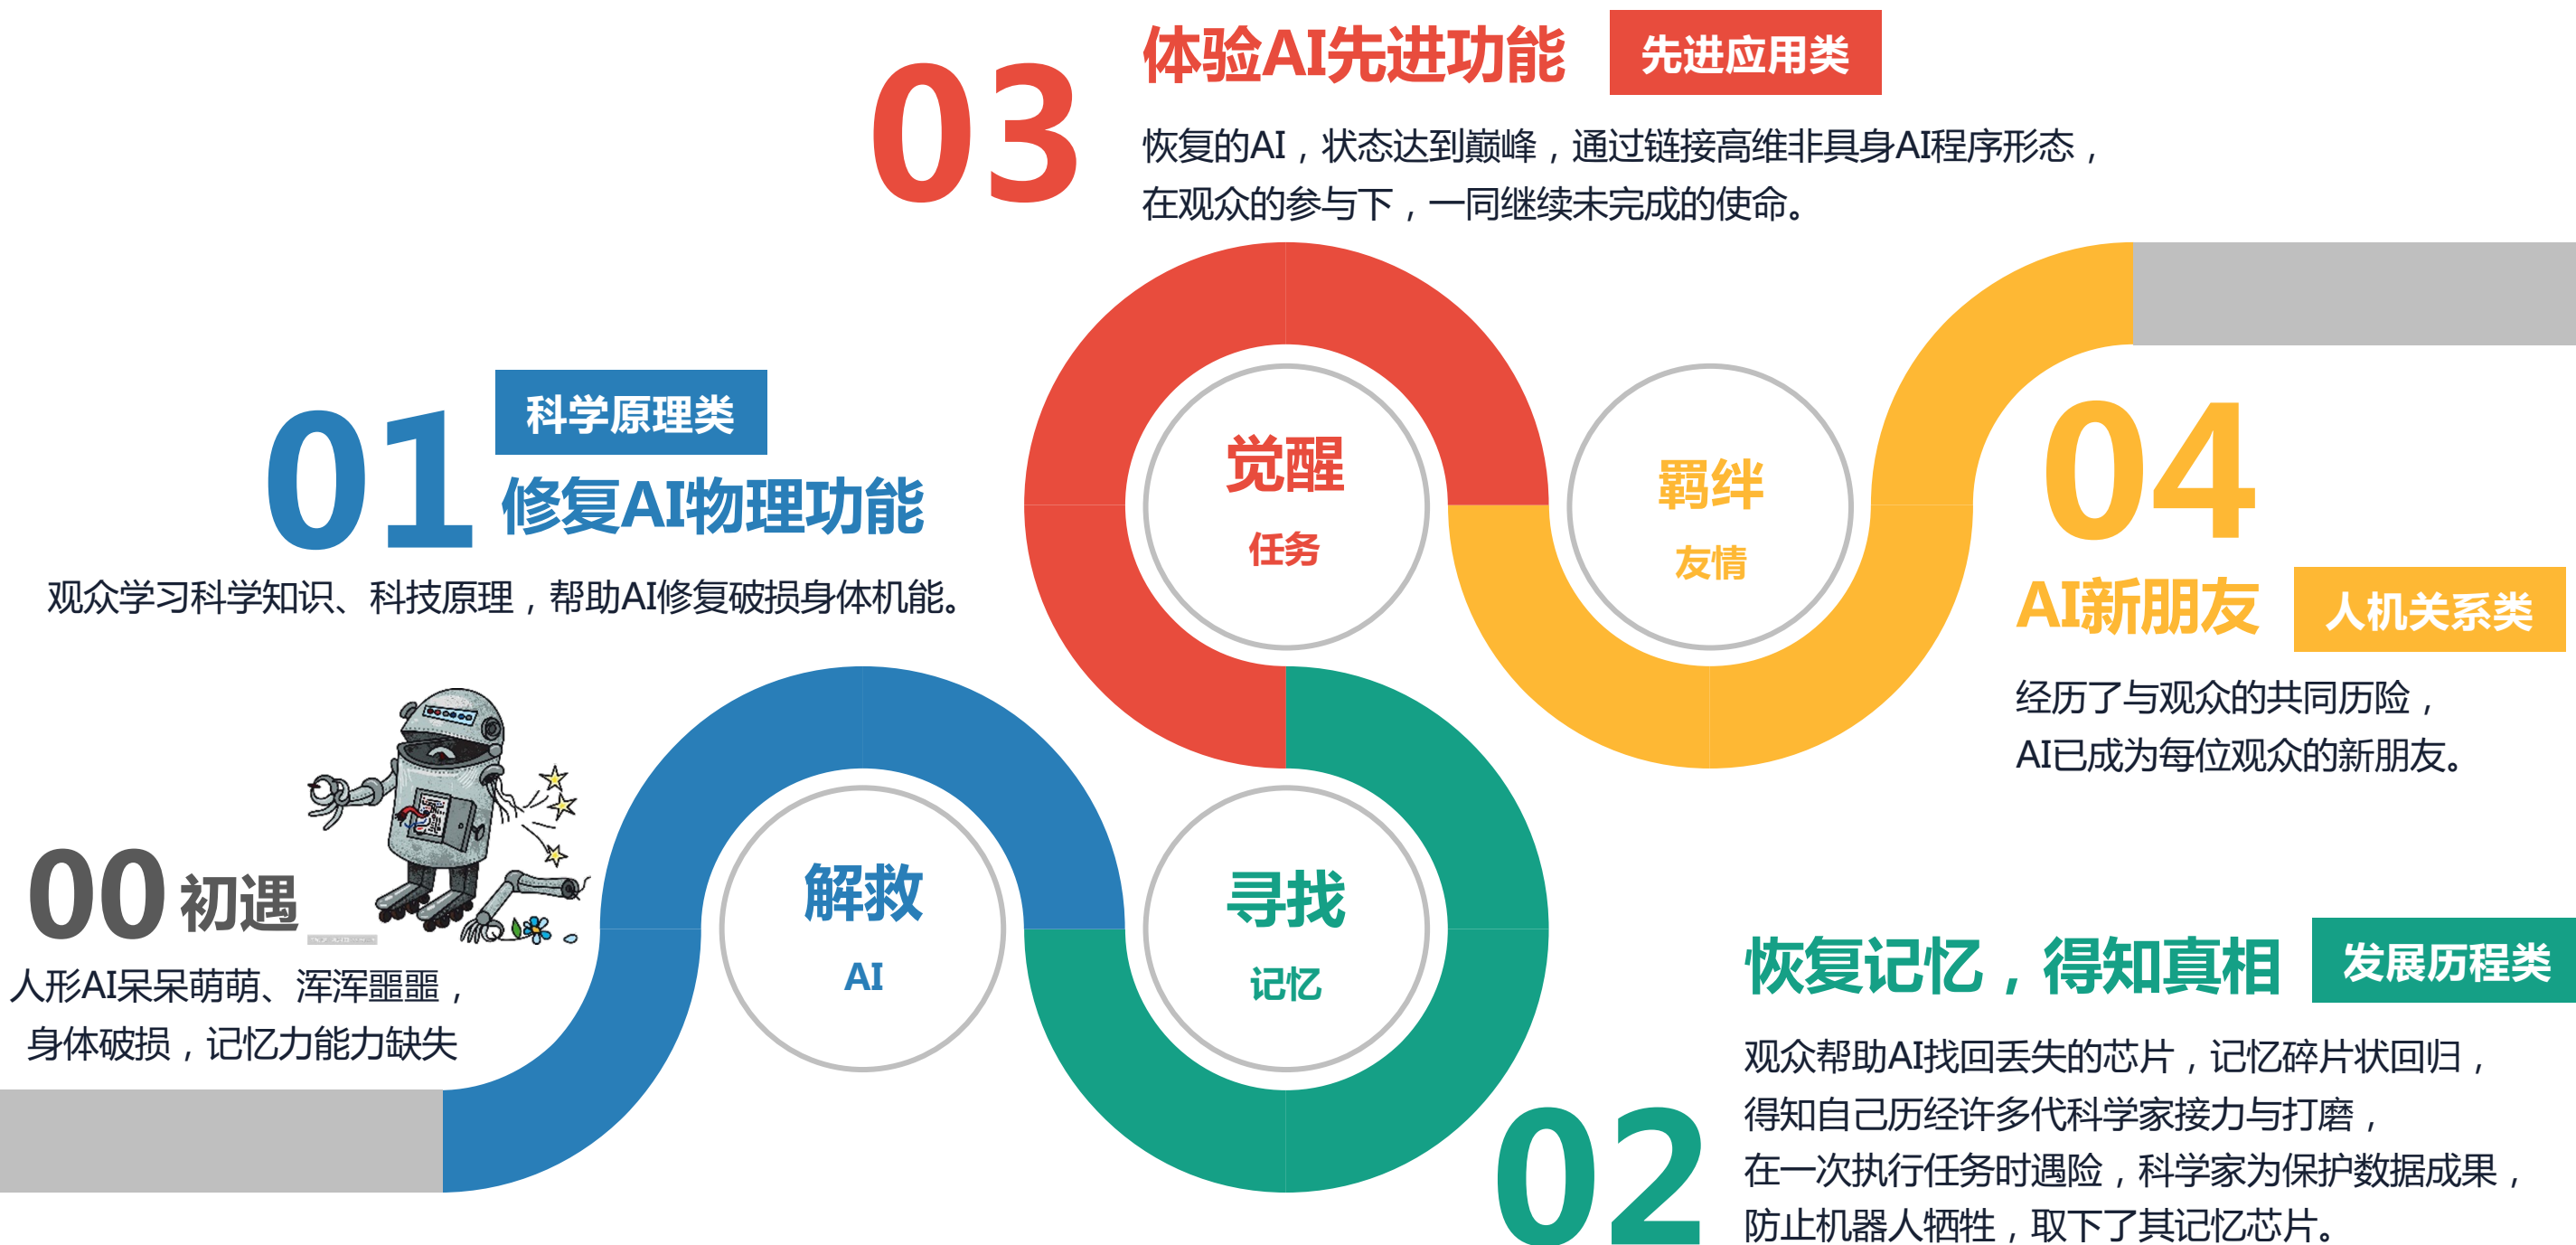 00 初遇
人形AI呆呆萌萌、浑浑噩噩，
身体破损，记忆力能力缺失
01
科学原理类
修复AI物理功能
观众学习科学知识、科技原理，帮助AI修复破损身体机能。
解救
AI
02
恢复记忆，得知真相
发展历程类
观众帮助AI找回丢失的芯片，记忆碎片状回归，
得知自己历经许多代科学家接力与打磨，
在一次执行任务时遇险，科学家为保护数据成果，
防止机器人牺牲，取下了其记忆芯片。
寻找
记忆
03
体验AI先进功能
先进应用类
恢复的AI，状态达到巅峰，通过链接高维非具身AI程序形态，
在观众的参与下，一同继续未完成的使命。
觉醒
任务
04
AI新朋友
人机关系类
经历了与观众的共同历险，
AI已成为每位观众的新朋友。
羁绊
友情